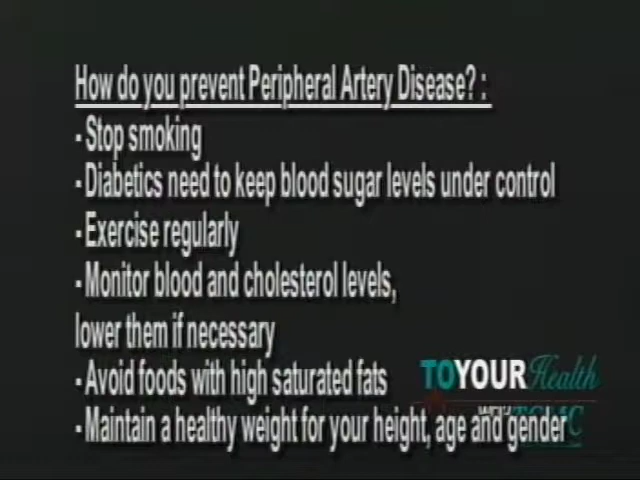 How do you prevent Peripheral Artery Disease? :
- Stop smoking
- Diabetics need to keep blood sugar levels under control
- Exercise regularly
- Monitor blood and cholesterol levels,
lower them if necessary
- Avoid foods with high saturated fats
TOYOUR Health
- Maintain a healthy weight for your height, age and gender